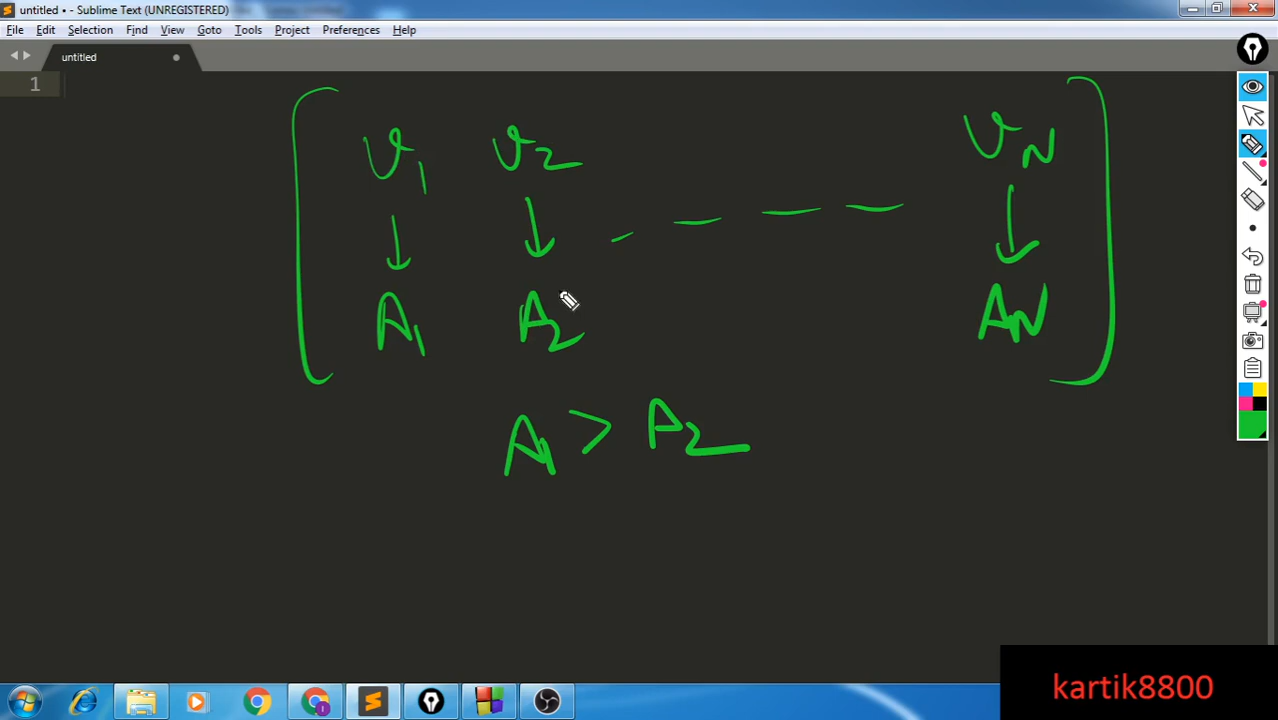 untitled • - Sublime Text (UNREGISTERED)
File Edit Selection Find View Goto Tools Project Preferences Help
untitled
1
v1 v2 vN
A1 A2 AN
A1 > A2
kartik8800